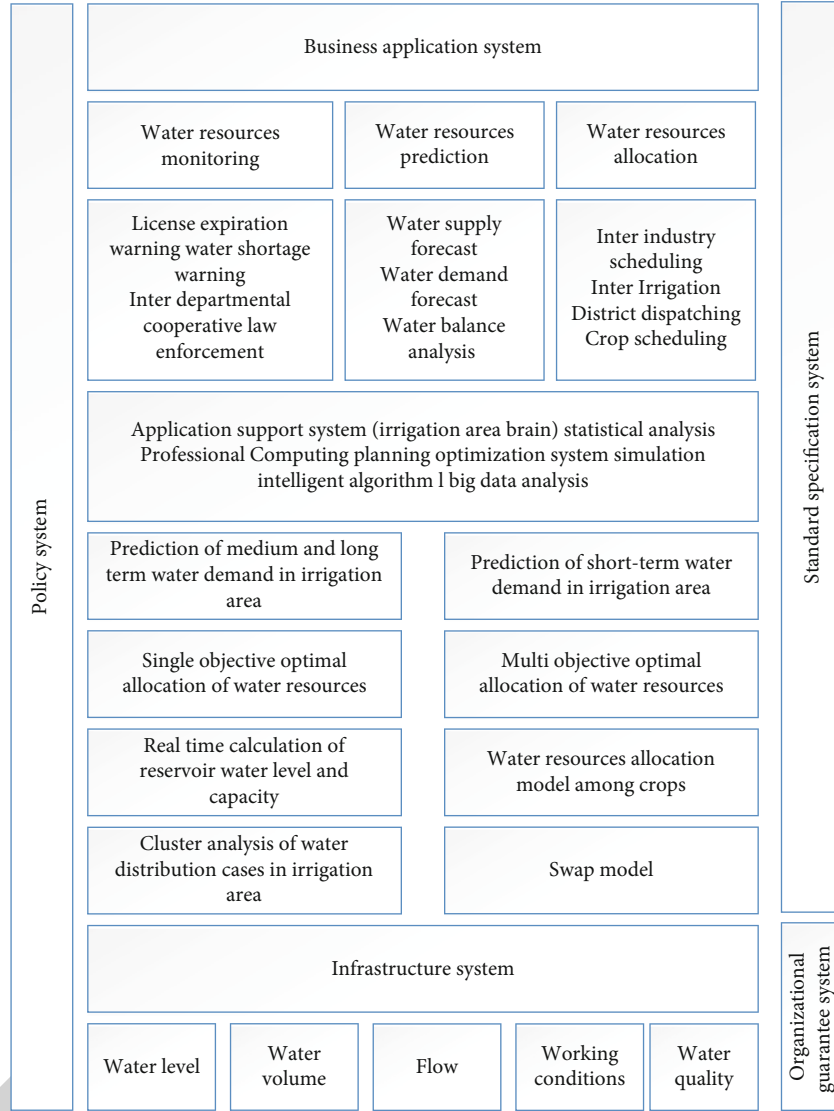 Business application system
Water resources
monitoring
Water resources
prediction
Water resources
allocation
License expiration
warning water shortage
warning
Inter departmental
cooperative law
enforcement
Water supply
forecast
Water demand
forecast
Water balance
analysis
Inter industry
scheduling
Inter Irrigation
District dispatching
Crop scheduling
Application support system (irrigation area brain) statistical analysis
Professional Computing planning optimization system simulation
intelligent algorithm l big data analysis
Prediction of medium and long
term water demand in irrigation
area
Prediction of short-term water
demand in irrigation area
Single objective optimal
allocation of water resources
Multi objective optimal
allocation of water resources
Real time calculation of
reservoir water level and
capacity
Water resources allocation
model among crops
Cluster analysis of water
distribution cases in irrigation
area
Swap model
Infrastructure system
Water level
Water
volume
Flow
Working
conditions
Water
quality
Policy system
Standard specification system
Organizational
guarantee system